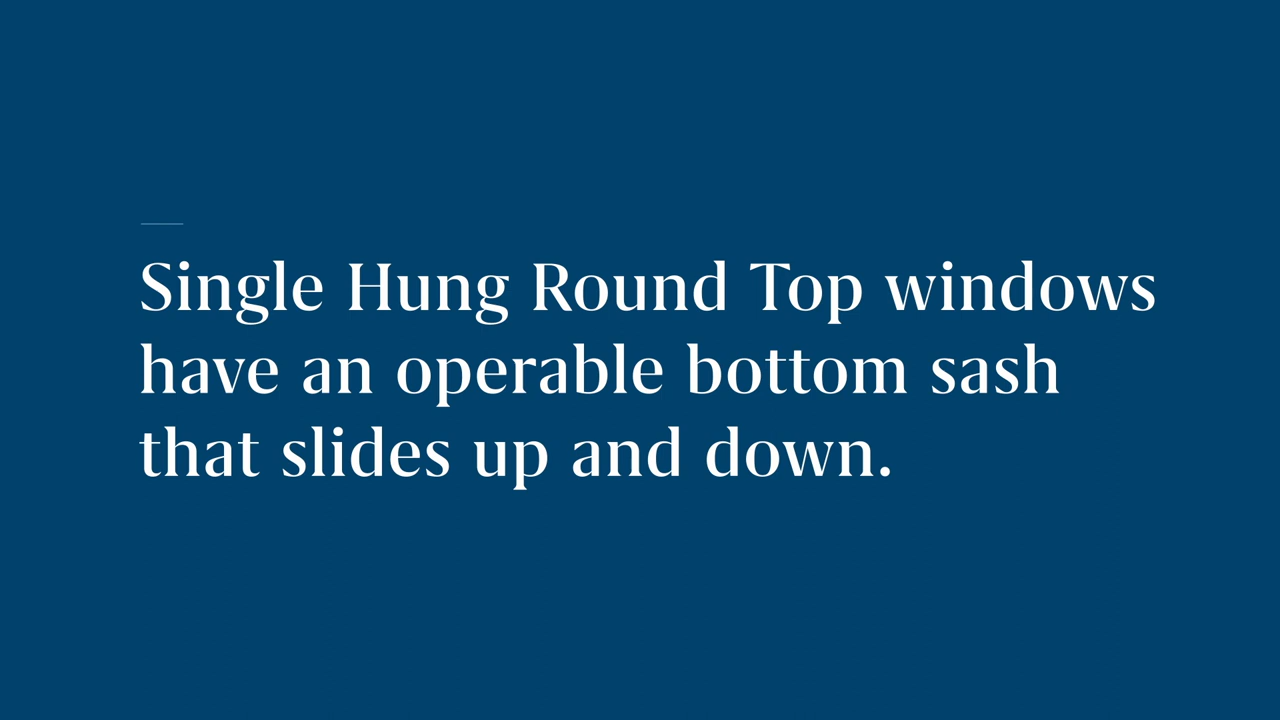 Single Hung Round Top windows
have an operable bottom sash
that slides up and down.